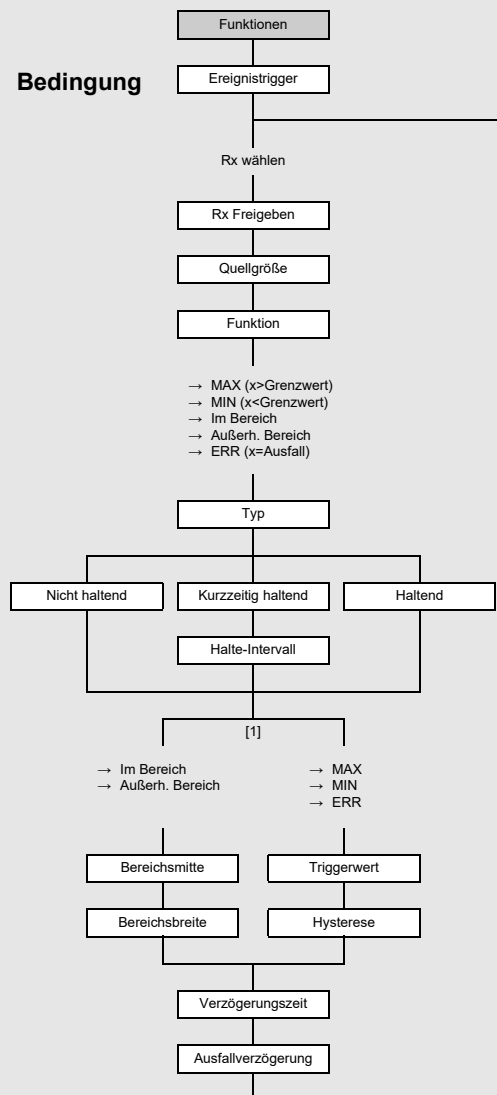 Funktionen
Bedingung
Ereignistrigger
Rx wählen
Rx Freigeben
Quellgröße
Funktion
→ MAX (x>Grenzwert)
→ MIN (x<Grenzwert)
→ Im Bereich
→ Außerh. Bereich
→ ERR (x=Ausfall)
Typ
Nicht haltend
Kurzzeitig haltend
Haltend
Halte-Intervall
[1]
→ Im Bereich
→ Außerh. Bereich
→ MAX
→ MIN
→ ERR
Bereichsmitte
Triggerwert
Bereichsbreite
Hysterese
Verzögerungszeit
Ausfallverzögerung